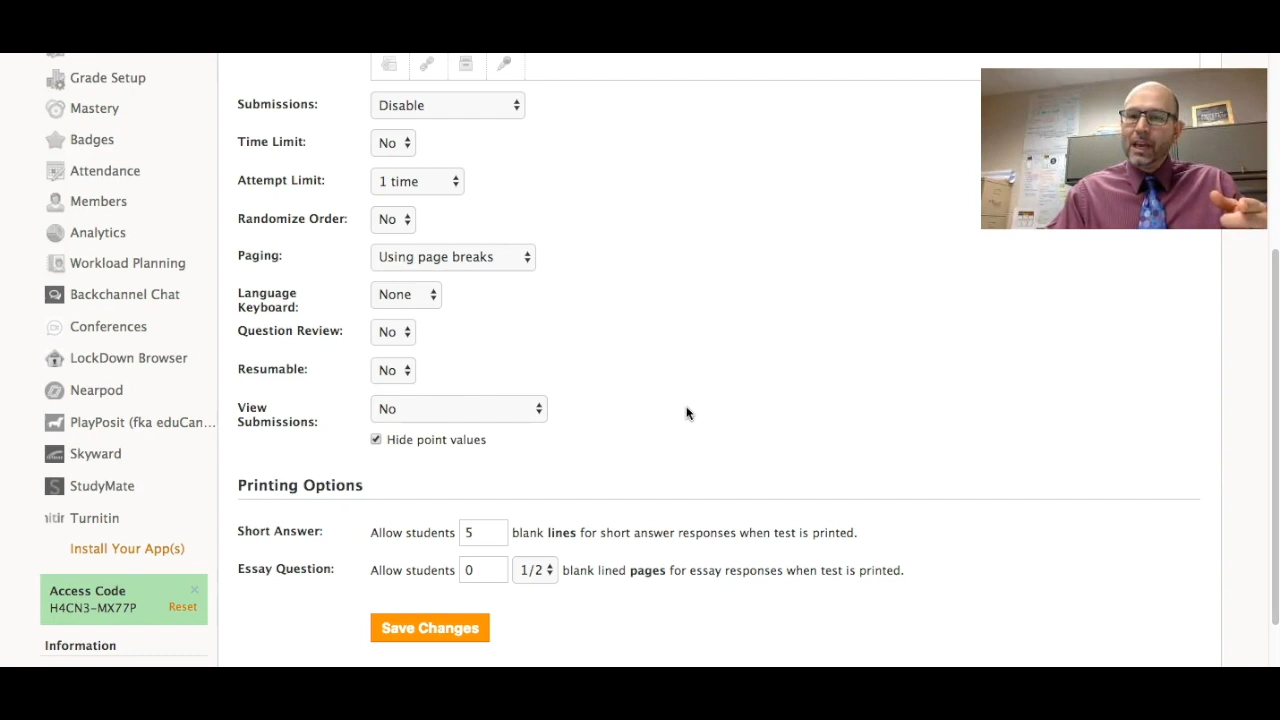 Grade Setup
Mastery
Badges
Attendance
Members
Analytics
Workload Planning
Backchannel Chat
Conferences
LockDown Browser
Nearpod
PlayPosit (fka eduCan...
Skyward
StudyMate
Turnitin
Install Your App(s)
Access Code
H4CN3-MX77P Reset
Information
Submissions: Disable
Time Limit: No
Attempt Limit: 1 time
Randomize Order: No
Paging: Using page breaks
Language
Keyboard: None
Question Review: No
Resumable: No
View
Submissions: No
Hide point values
Printing Options
Short Answer: Allow students 5 blank lines for short answer responses when test is printed.
Essay Question: Allow students 0 1/2 blank lined pages for essay responses when test is printed.
Save Changes